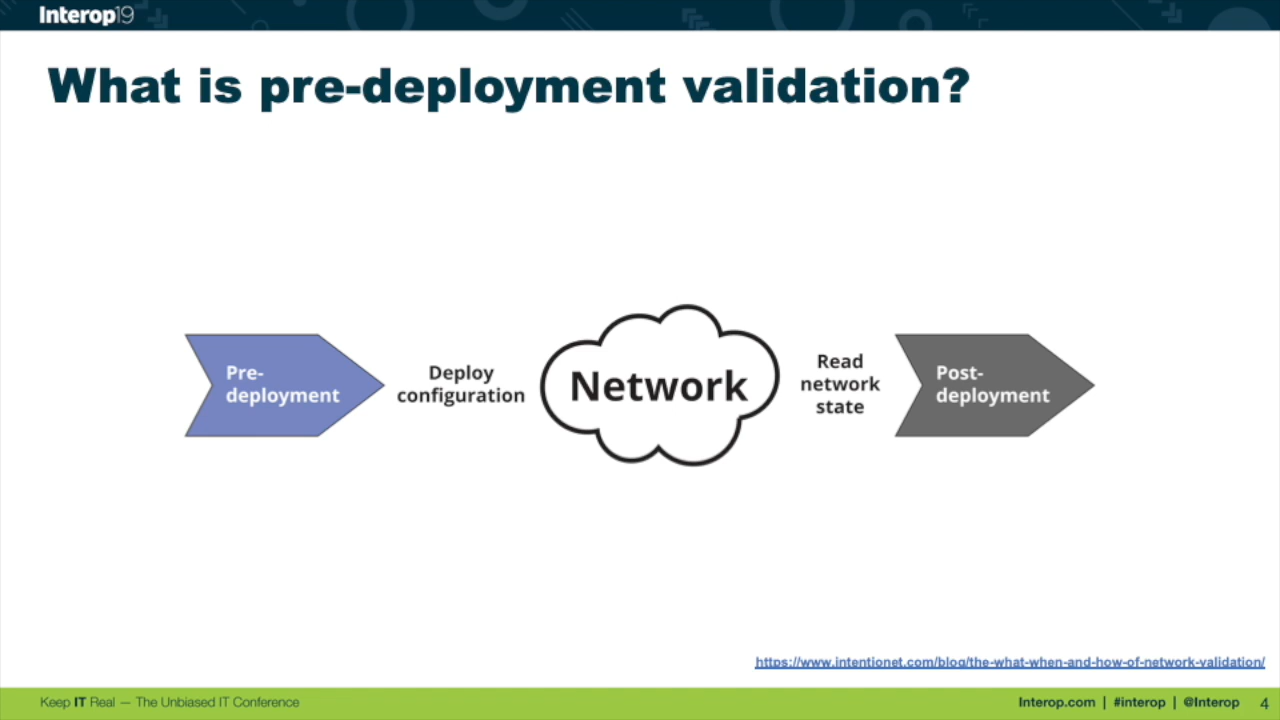 Interop19
What is pre-deployment validation?
Pre-
deployment
Deploy
configuration
Network
Read
network
state
Post-
deployment
https://www.intentionet.com/blog/the-what-when-and-how-of-network-validation/
Keep IT Real — The Unbiased IT Conference
Interop.com | #interop | @Interop 4